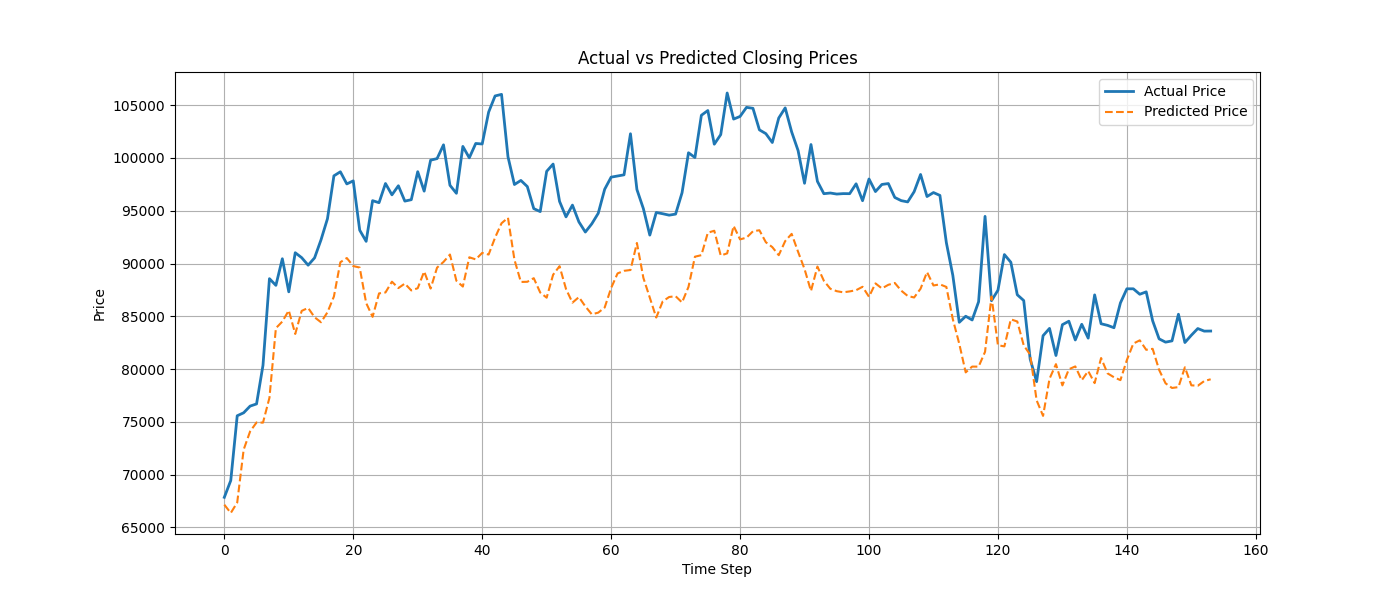 Actual vs Predicted Closing Prices
Actual Price
Predicted Price
105000
100000
95000
90000
85000
80000
75000
70000
65000
Price
0 20 40 60 80 100 120 140 160
Time Step